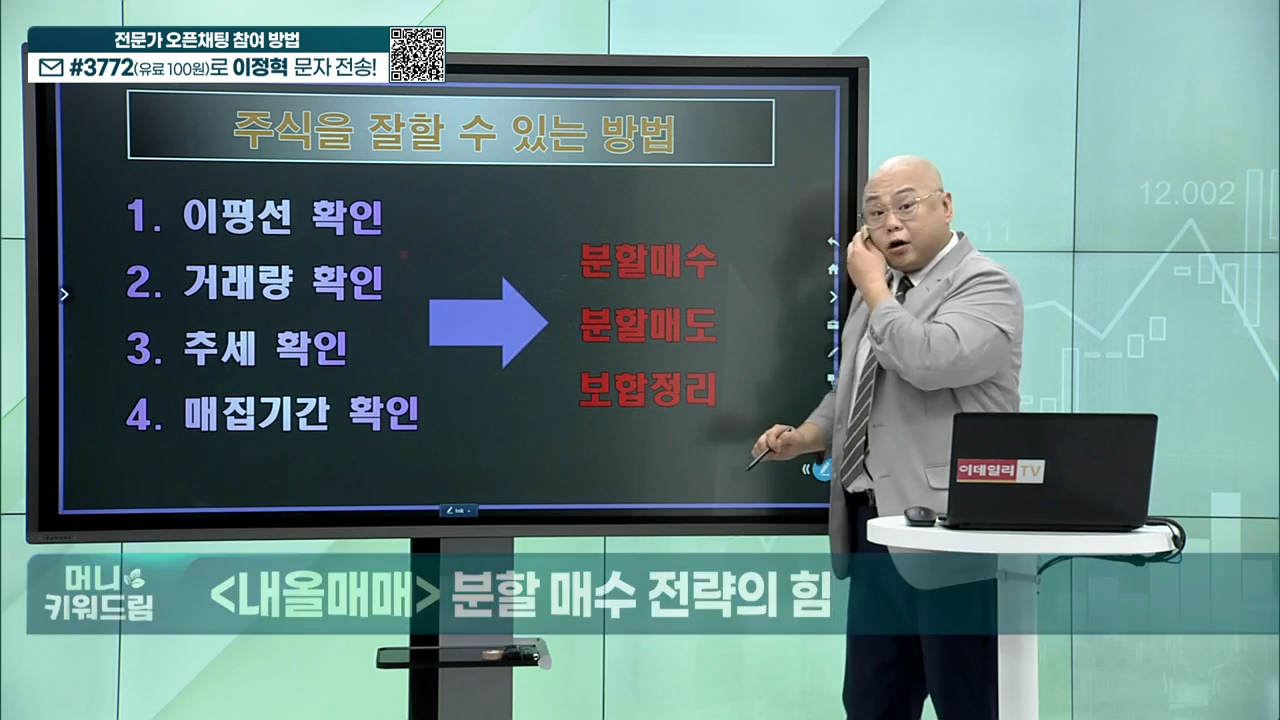 전문가 오픈채팅 참여 방법
#3772(유료 100원)로 이정혁 문자 전송!
주식을 잘할 수 있는 방법
1. 이평선 확인
2. 거래량 확인
3. 추세 확인
4. 매집기간 확인
분할매수
분할매도
보합정리
Ink
12.002
이데일리 TV
머니
키워드림
<내올매매> 분할 매수 전략의 힘